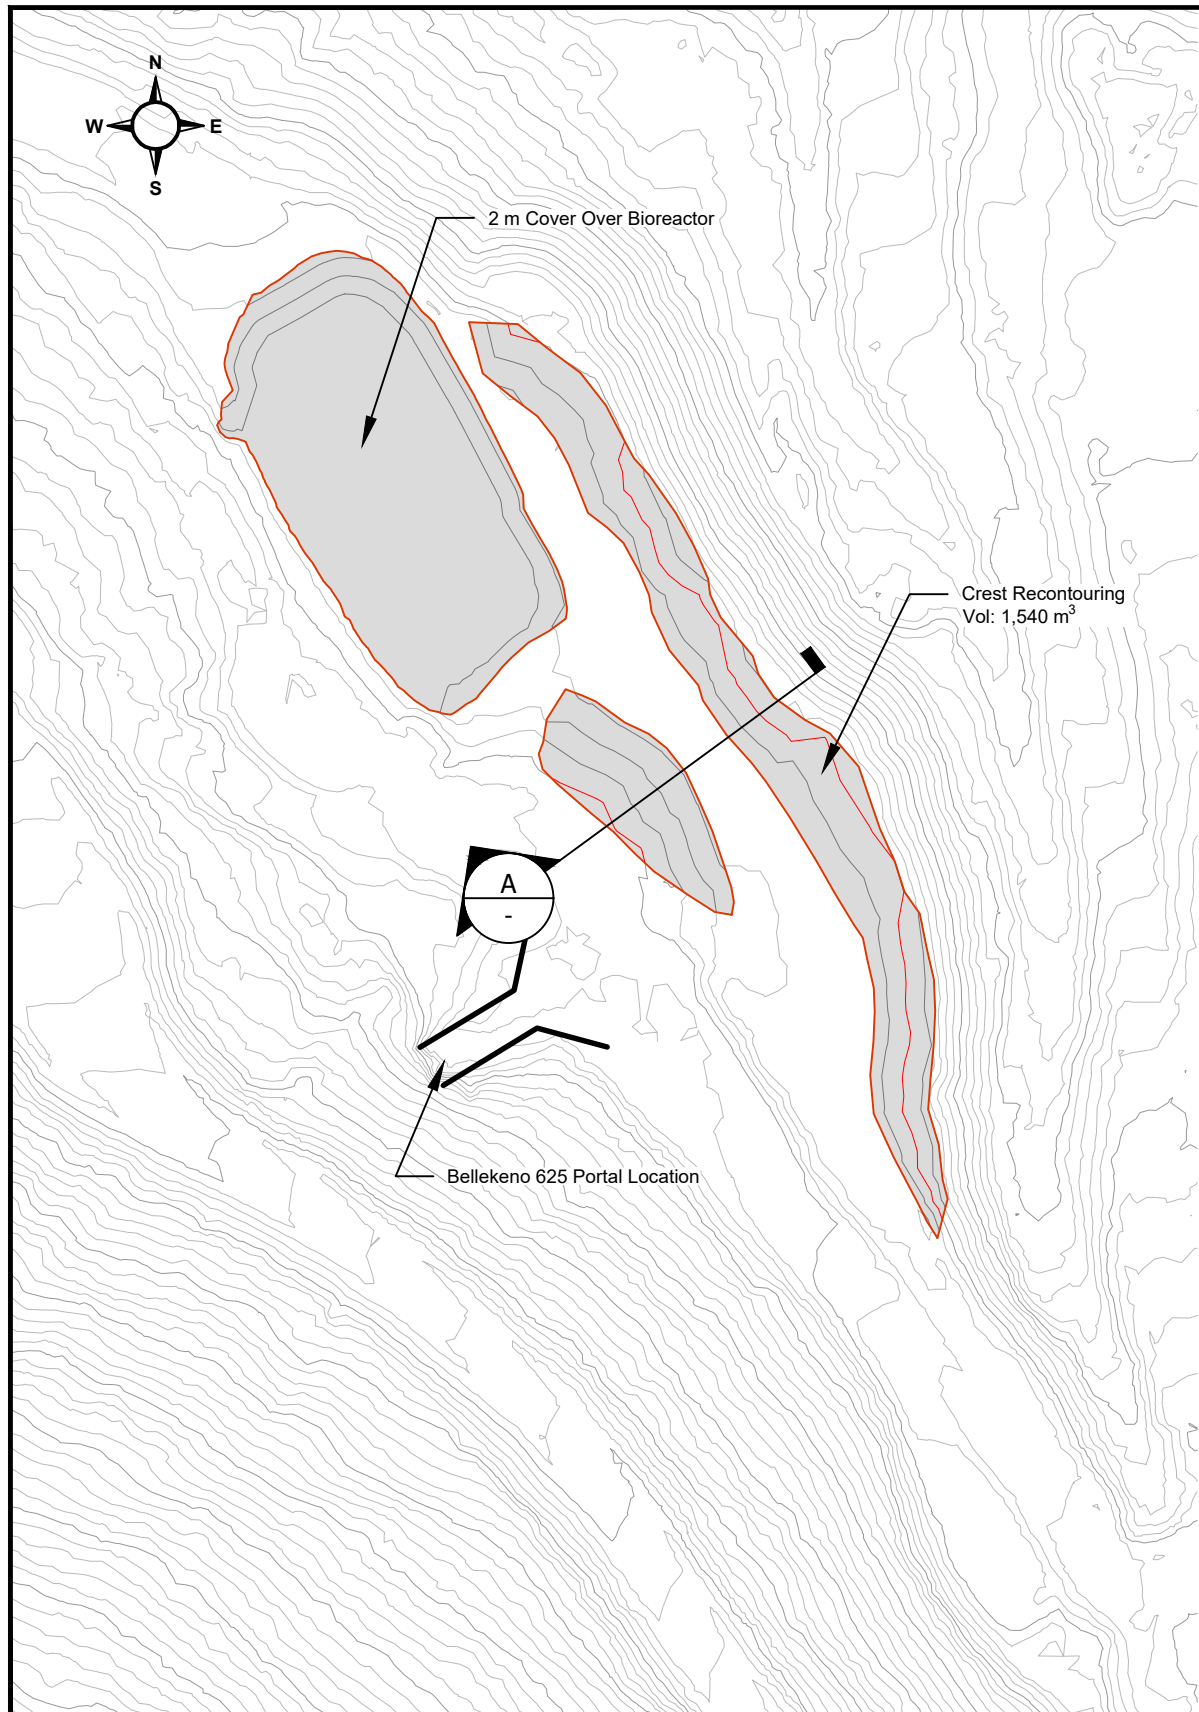 N
W E
S
2 m Cover Over Bioreactor
Crest Recontouring
Vol: 1,540 m³
A
-
Bellekeno 625 Portal Location